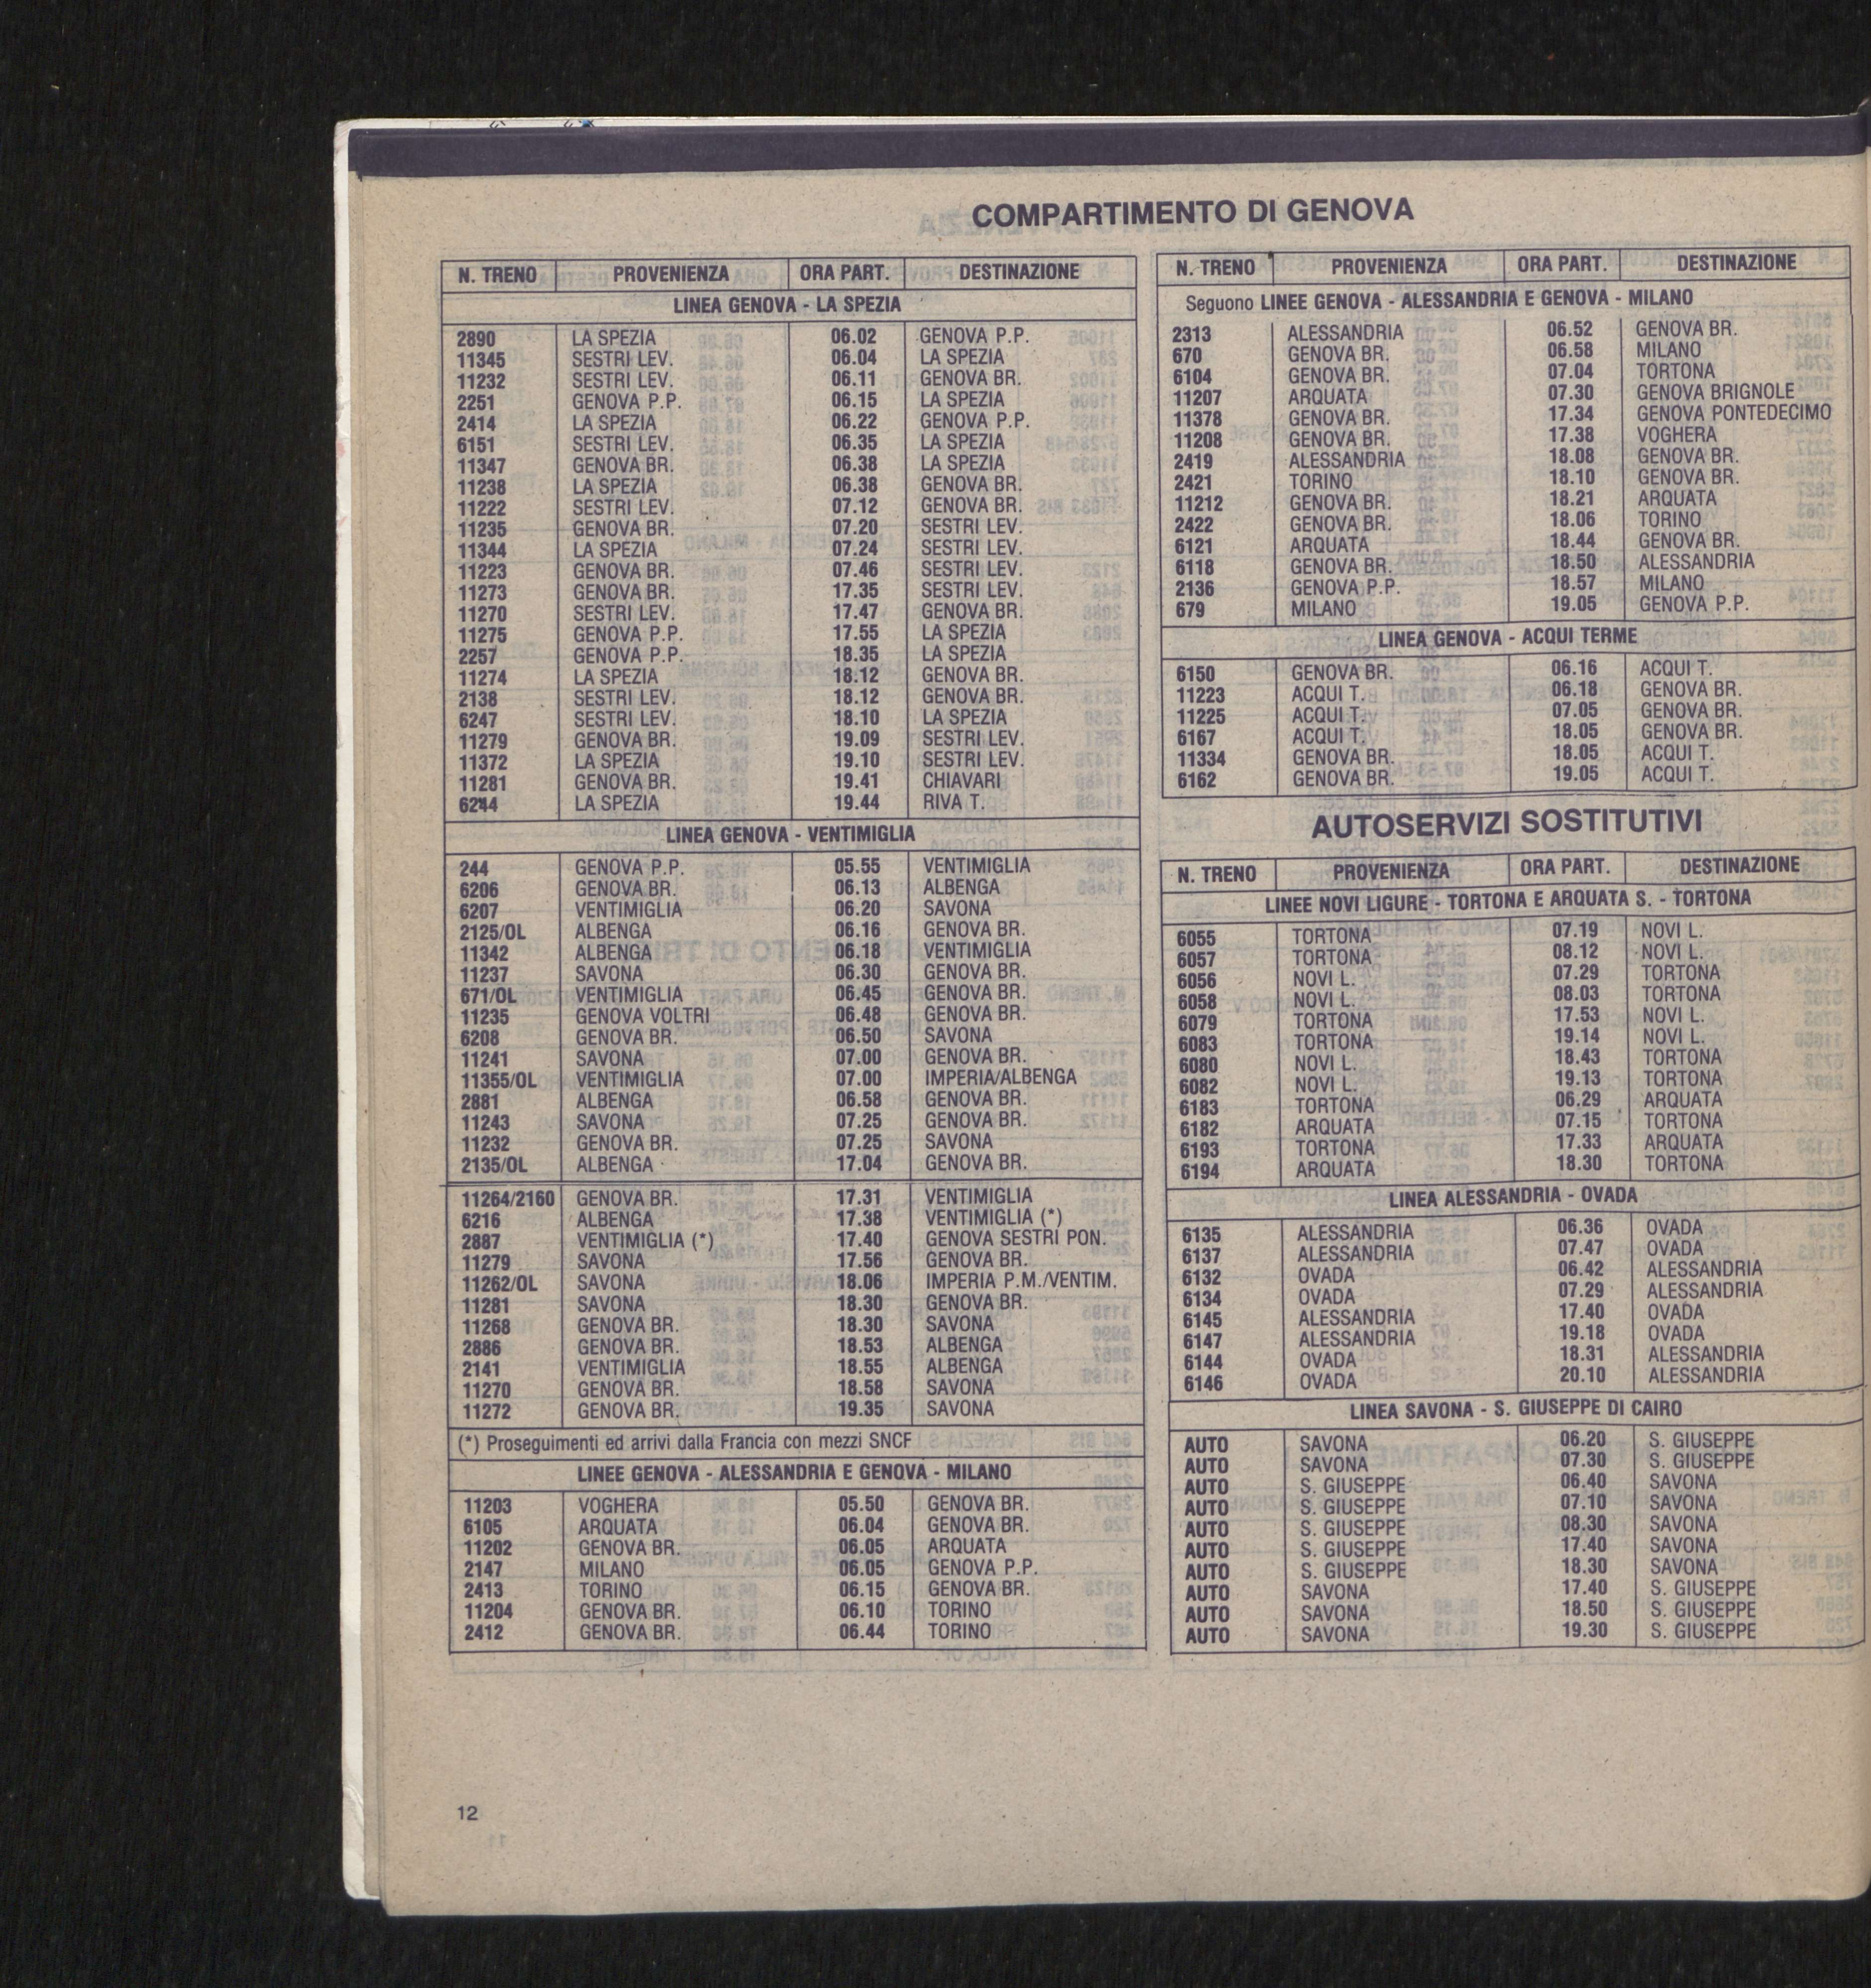 COMPARTIMENTO DI GENOVA
N. TRENO PROVENIENZA ORA PART. DESTINAZIONE
LINEA GENOVA - LA SPEZIA
2890 LA SPEZIA 06.02 GENOVA P.P.
11345 SESTRI LEV. 06.04 LA SPEZIA
11232 SESTRI LEV. 06.11 GENOVA BR.
2251 GENOVA P.P. 06.15 LA SPEZIA
2414 LA SPEZIA 06.22 GENOVA P.P.
6151 SESTRI LEV. 06.35 LA SPEZIA
11347 GENOVA BR. 06.38 LA SPEZIA
11238 LA SPEZIA 06.38 GENOVA BR.
11222 SESTRI LEV. 07.12 GENOVA BR.
11235 GENOVA BR. 07.20 SESTRI LEV.
11344 LA SPEZIA 07.24 SESTRI LEV.
11223 GENOVA BR. 07.46 SESTRI LEV.
11273 GENOVA BR. 17.35 SESTRI LEV.
11270 SESTRI LEV. 17.47 GENOVA BR.
11275 GENOVA P.P. 17.55 LA SPEZIA
2257 GENOVA P.P. 18.35 LA SPEZIA
11274 LA SPEZIA 18.12 GENOVA BR.
2138 SESTRI LEV. 18.12 GENOVA BR.
6247 SESTRI LEV. 18.10 LA SPEZIA
11279 GENOVA BR. 19.09 SESTRI LEV.
11372 LA SPEZIA 19.10 SESTRI LEV.
11281 GENOVA BR. 19.41 CHIAVARI
6244 LA SPEZIA 19.44 RIVA T.
LINEA GENOVA - VENTIMIGLIA
244 GENOVA P.P. 05.55 VENTIMIGLIA
6206 GENOVA BR. 06.13 ALBENGA
6207 VENTIMIGLIA 06.20 SAVONA
2125/OL ALBENGA 06.16 GENOVA BR.
11342 ALBENGA 06.18 VENTIMIGLIA
11237 SAVONA 06.30 GENOVA BR.
671/OL VENTIMIGLIA 06.45 GENOVA BR.
11235 GENOVA VOLTRI 06.48 GENOVA BR.
6208 GENOVA BR. 06.50 SAVONA
11241 SAVONA 07.00 GENOVA BR.
11355/OL VENTIMIGLIA 07.00 IMPERIA/ALBENGA
2881 ALBENGA 06.58 GENOVA BR.
11243 SAVONA 07.25 GENOVA BR.
11232 GENOVA BR. 07.25 SAVONA
2135/OL ALBENGA 17.04 GENOVA BR.
11264/2160 GENOVA BR. 17.31 VENTIMIGLIA
6216 ALBENGA 17.38 VENTIMIGLIA (*)
2887 VENTIMIGLIA (*) 17.40 GENOVA SESTRI PON.
11279 SAVONA 17.56 GENOVA BR.
11262/OL SAVONA 18.06 IMPERIA P.M./VENTIM.
11281 SAVONA 18.30 GENOVA BR.
11268 GENOVA BR. 18.30 SAVONA
2886 GENOVA BR. 18.53 ALBENGA
2141 VENTIMIGLIA 18.55 ALBENGA
11270 GENOVA BR. 18.58 SAVONA
11272 GENOVA BR. 19.35 SAVONA
(*) Proseguimenti ed arrivi dalla Francia con mezzi SNCF
LINEE GENOVA - ALESSANDRIA E GENOVA - MILANO
11203 VOGHERA 05.50 GENOVA BR.
6105 ARQUATA 06.04 GENOVA BR.
11202 GENOVA BR. 06.05 ARQUATA
2147 MILANO 06.05 GENOVA P.P.
2413 TORINO 06.15 GENOVA BR.
11204 GENOVA BR. 06.10 TORINO
2412 GENOVA BR. 06.44 TORINO
N. TRENO PROVENIENZA ORA PART. DESTINAZIONE
Seguono LINEE GENOVA - ALESSANDRIA E GENOVA - MILANO
2313 ALESSANDRIA 06.52 GENOVA BR.
670 GENOVA BR. 06.58 MILANO
6104 GENOVA BR. 07.04 TORTONA
11207 ARQUATA 07.30 GENOVA BRIGNOLE
11378 GENOVA BR. 17.34 GENOVA PONTEDECIMO
11208 GENOVA BR. 17.38 VOGHERA
2419 ALESSANDRIA 18.08 GENOVA BR.
2421 TORINO 18.10 GENOVA BR.
11212 GENOVA BR. 18.21 ARQUATA
2422 GENOVA BR. 18.06 TORINO
6121 ARQUATA 18.44 GENOVA BR.
6118 GENOVA BR. 18.50 ALESSANDRIA
2136 GENOVA P.P. 18.57 MILANO
679 MILANO 19.05 GENOVA P.P.
LINEA GENOVA - ACQUI TERME
6150 GENOVA BR. 06.16 ACQUI T.
11223 ACQUI T. 06.18 GENOVA BR.
11225 ACQUI T. 07.05 GENOVA BR.
6167 ACQUI T. 18.05 GENOVA BR.
11334 GENOVA BR. 18.05 ACQUI T.
6162 GENOVA BR. 19.05 ACQUI T.
AUTOSERVIZI SOSTITUTIVI
N. TRENO PROVENIENZA ORA PART. DESTINAZIONE
LINEE NOVI LIGURE - TORTONA E ARQUATA S. - TORTONA
6055 TORTONA 07.19 NOVI L.
6057 TORTONA 08.12 NOVI L.
6056 NOVI L. 07.29 TORTONA
6058 NOVI L. 08.03 TORTONA
6079 TORTONA 17.53 NOVI L.
6083 TORTONA 19.14 NOVI L.
6080 NOVI L. 18.43 TORTONA
6082 NOVI L. 19.13 TORTONA
6183 TORTONA 06.29 ARQUATA
6182 ARQUATA 07.15 TORTONA
6193 TORTONA 17.33 ARQUATA
6194 ARQUATA 18.30 TORTONA
LINEA ALESSANDRIA - OVADA
6135 ALESSANDRIA 06.36 OVADA
6137 ALESSANDRIA 07.47 OVADA
6132 OVADA 06.42 ALESSANDRIA
6134 OVADA 07.29 ALESSANDRIA
6145 ALESSANDRIA 17.40 OVADA
6147 ALESSANDRIA 19.18 OVADA
6144 OVADA 18.31 ALESSANDRIA
6146 OVADA 20.10 ALESSANDRIA
LINEA SAVONA - S. GIUSEPPE DI CAIRO
AUTO SAVONA 06.20 S. GIUSEPPE
AUTO SAVONA 07.30 S. GIUSEPPE
AUTO S. GIUSEPPE 06.40 SAVONA
AUTO S. GIUSEPPE 07.10 SAVONA
AUTO S. GIUSEPPE 08.30 SAVONA
AUTO S. GIUSEPPE 17.40 SAVONA
AUTO S. GIUSEPPE 18.30 SAVONA
AUTO SAVONA 17.40 S. GIUSEPPE
AUTO SAVONA 18.50 S. GIUSEPPE
AUTO SAVONA 19.30 S. GIUSEPPE
12